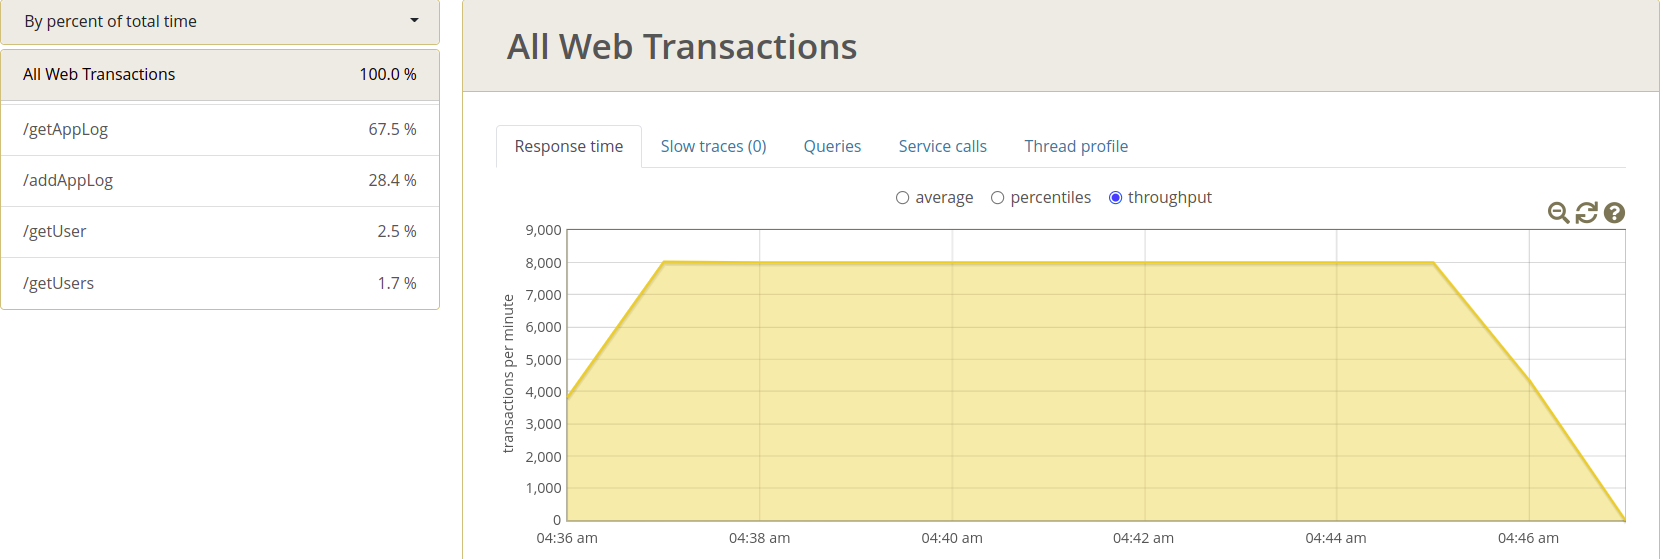 By percent of total time
All Web Transactions 100.0 %
/getAppLog 67.5 %
/addAppLog 28.4 %
/getUser 2.5 %
/getUsers 1.7 %
All Web Transactions
Response time Slow traces (0) Queries Service calls Thread profile
average percentiles throughput
transactions per minute
9,000
8,000
7,000
6,000
5,000
4,000
3,000
2,000
1,000
0
04:36 am 04:38 am 04:40 am 04:42 am 04:44 am 04:46 am